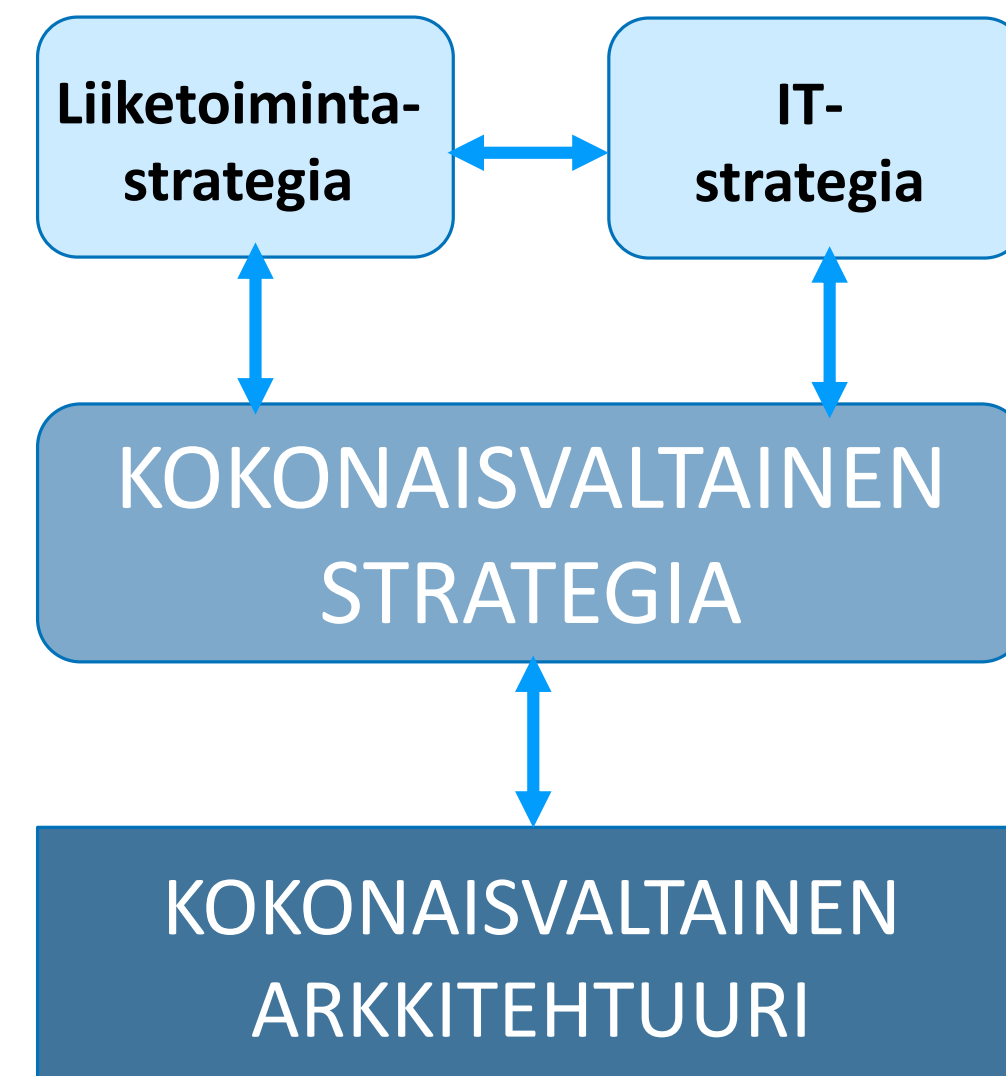 Liiketoiminta-
strategia
IT-
strategia
KOKONAISVALTAINEN
STRATEGIA
KOKONAISVALTAINEN
ARKKITEHTUURI